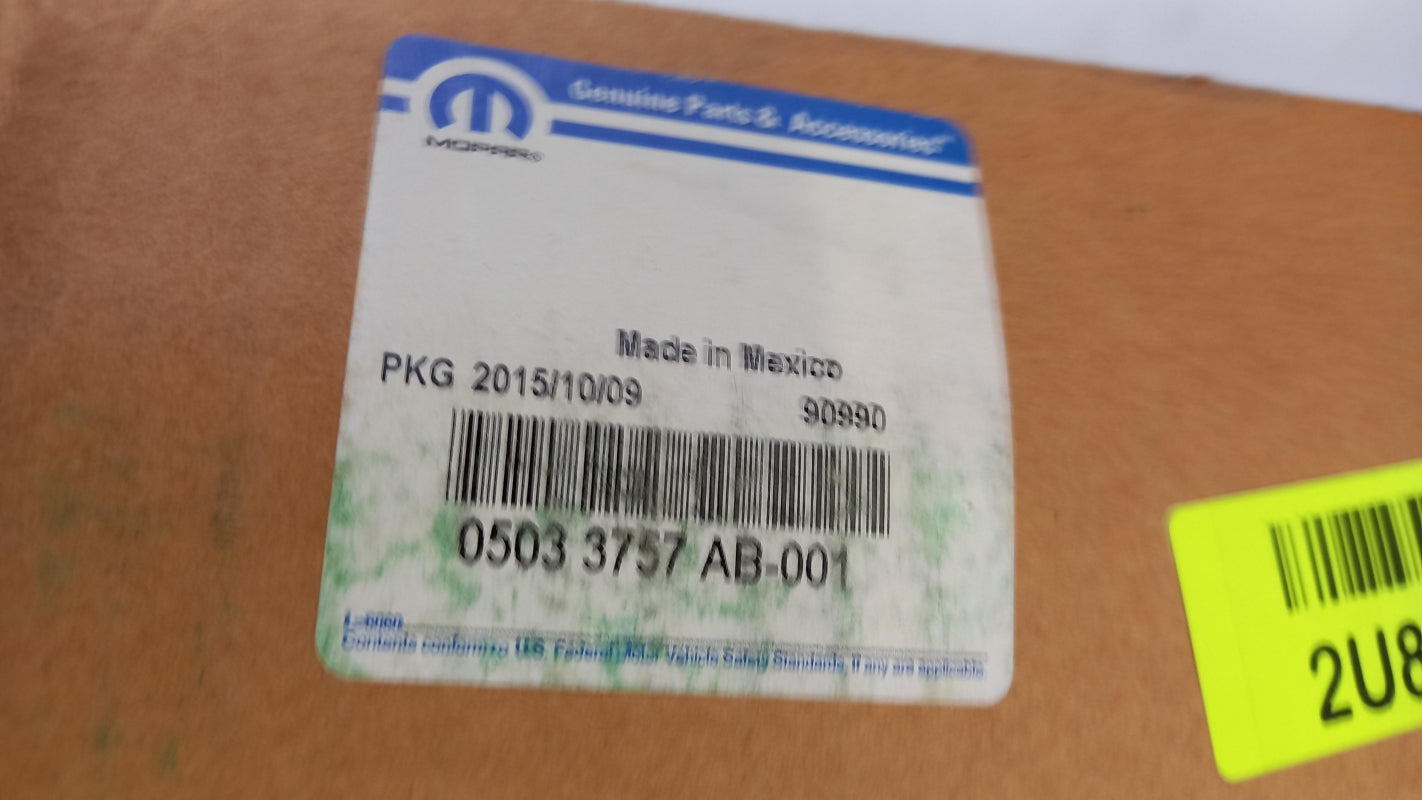 Genuine Parts & Accessories
MOPAR®
Made in Mexico
PKG 2015/10/09
90990
0503 3757 AB-001
Contents conform to U.S. Federal Motor Vehicle Safety Standards, if any are applicable
2U8